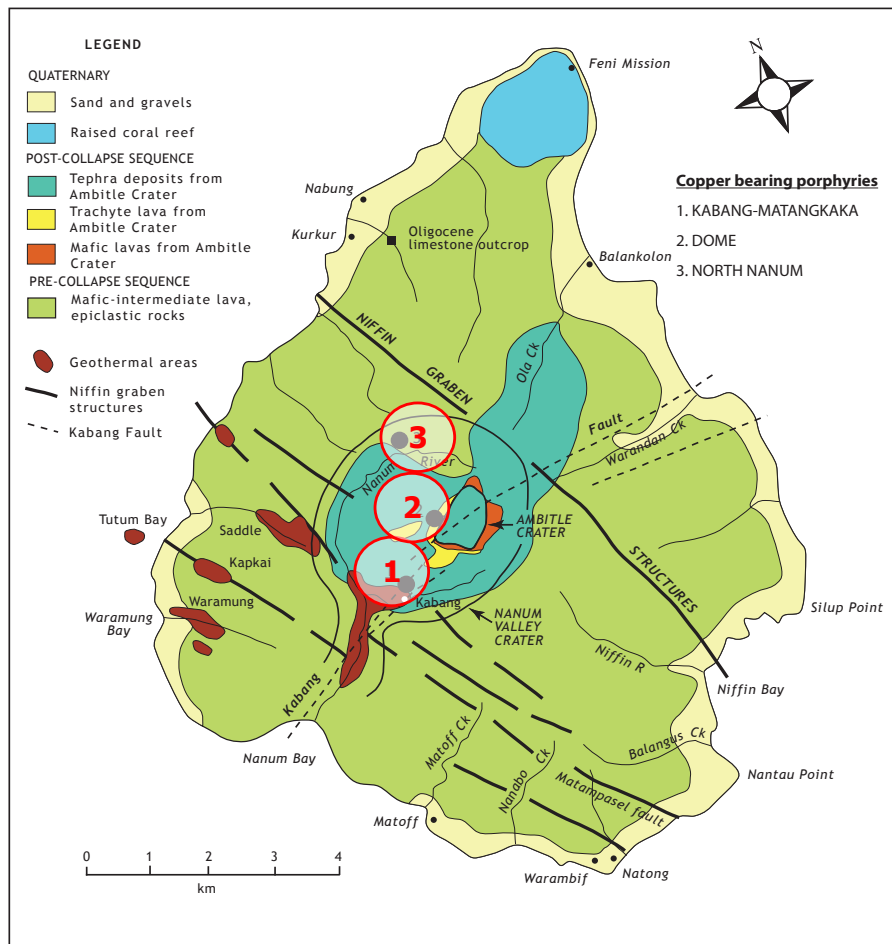 LEGEND
QUATERNARY
Sand and gravels
Raised coral reef
POST-COLLAPSE SEQUENCE
Tephra deposits from
Ambitle Crater
Trachyte lava from
Ambitle Crater
Mafic lavas from Ambitle
Crater
PRE-COLLAPSE SEQUENCE
Mafic-intermediate lava,
epiclastic rocks
Geothermal areas
Niffin graben
structures
Kabang Fault
N
Copper bearing porphyries
1. KABANG-MATANGKAKA
2. DOME
3. NORTH NANUM
Feni Mission
Nabung
Kurkur
Oligocene
limestone outcrop
Balankolon
NIFFIN
GRABEN
Ola Ck
Fault
Warandan Ck
3
Nanum
River
2
AMBITLE
CRATER
STRUCTURES
Tutum Bay
Saddle
Kapkai
Waramung
Waramung
Bay
1
Kabang
NANUM
VALLEY
CRATER
Silup Point
Niffin R
Niffin Bay
Kabang
Nanum Bay
Matoff Ck
Nanabo Ck
Balangus Ck
Matampasel fault
Nantau Point
Matoff
Warambif
Natong
0 1 2 3 4
km